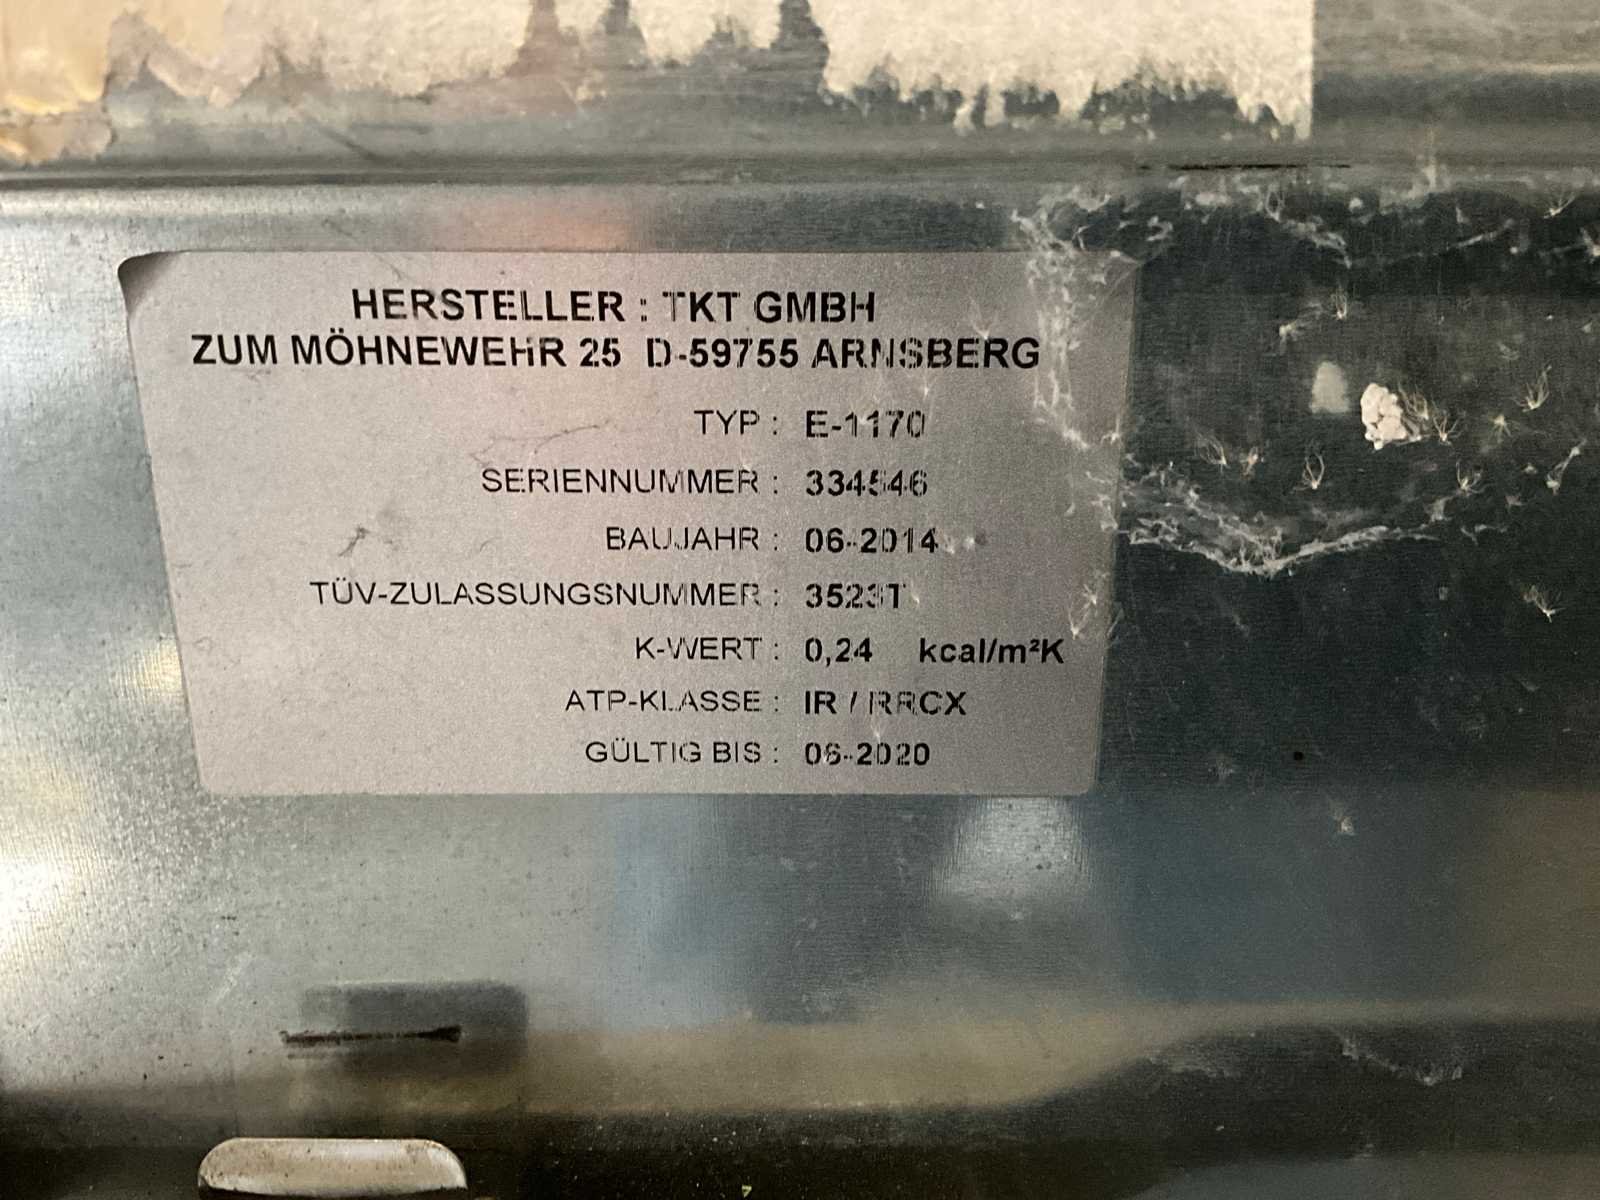 HERSTELLER : TKT GMBH
ZUM MÖHNEWEHR 25 D-59755 ARNSBERG
TYP : E-1170
SERIENNUMMER : 334546
BAUJAHR : 06-2014
TÜV-ZULASSUNGSNUMMER : 3523T
K-WERT : 0,24 kcal/m²K
ATP-KLASSE : IR / RRCX
GÜLTIG BIS : 06-2020